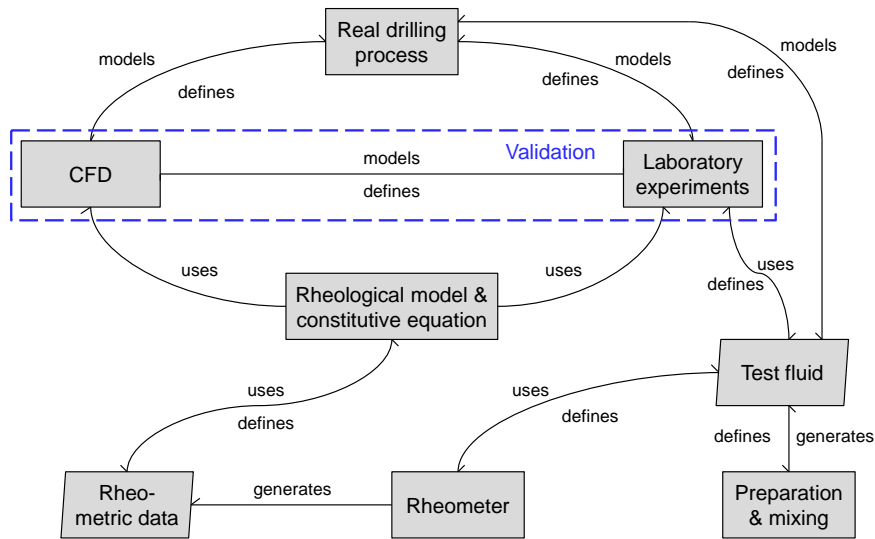 Real drilling
process
models
models
defines
defines
models
defines
Validation
CFD
models
defines
Laboratory
experiments
uses
uses
uses
defines
Rheological model &
constitutive equation
Test fluid
uses
defines
uses
defines
defines
generates
Rheo-
metric data
generates
Rheometer
Preparation
& mixing